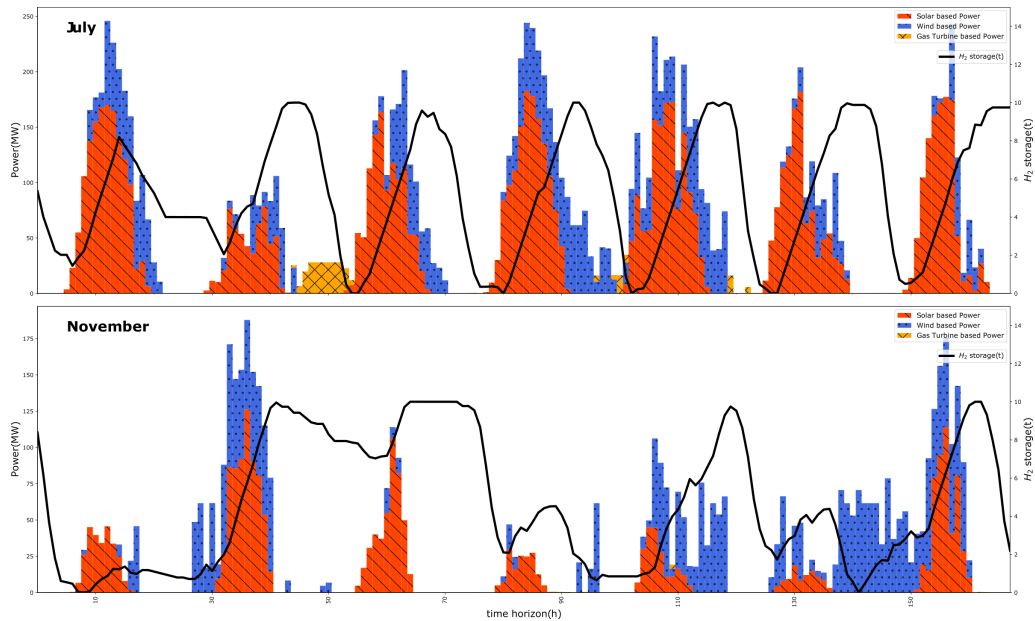 July
Solar based Power
Wind based Power
Gas Turbine based Power
H2 storage(t)
250
200
150
100
50
0
Power(MW)
14
12
10
8
6
4
2
0
H2 storage(t)
November
Solar based Power
Wind based Power
Gas Turbine based Power
H2 storage(t)
175
150
125
100
75
50
25
0
Power(MW)
14
12
10
8
6
4
2
0
H2 storage(t)
10
30
50
70
90
110
130
150
time horizon(h)